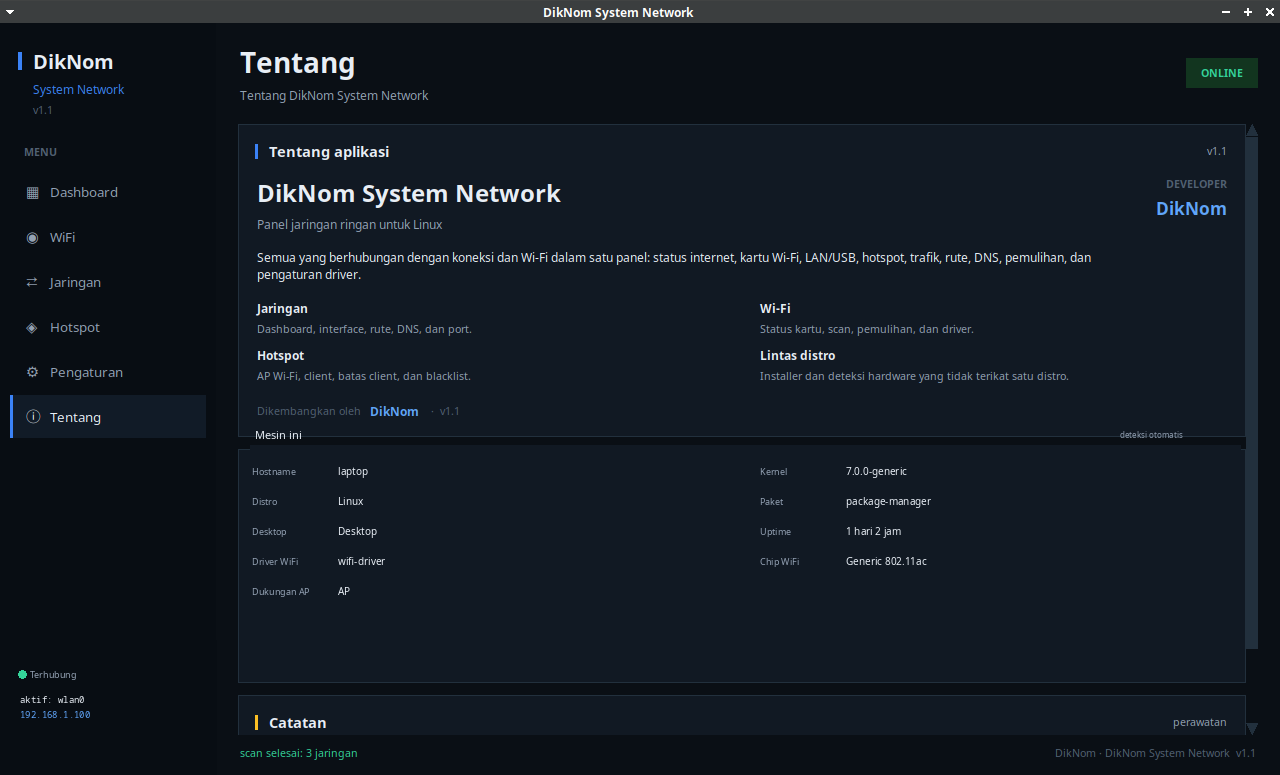 DikNom System Network
DikNom
System Network
v1.1
MENU
Dashboard
WiFi
Jaringan
Hotspot
Pengaturan
Tentang
Terhubung
aktif: wlan0
192.168.1.100
Tentang
Tentang DikNom System Network
ONLINE
Tentang aplikasi
v1.1
DikNom System Network
Panel jaringan ringan untuk Linux
DEVELOPER
DikNom
Semua yang berhubungan dengan koneksi dan Wi-Fi dalam satu panel: status internet, kartu Wi-Fi, LAN/USB, hotspot, trafik, rute, DNS, pemulihan, dan
pengaturan driver.
Jaringan
Dashboard, interface, rute, DNS, dan port.
Wi-Fi
Status kartu, scan, pemulihan, dan driver.
Hotspot
AP Wi-Fi, client, batas client, dan blacklist.
Lintas distro
Installer dan deteksi hardware yang tidak terikat satu distro.
Dikembangkan oleh DikNom · v1.1
Mesin ini
deteksi otomatis
Hostname laptop
Kernel 7.0.0-generic
Distro Linux
Paket package-manager
Desktop Desktop
Uptime 1 hari 2 jam
Driver WiFi wifi-driver
Chip WiFi Generic 802.11ac
Dukungan AP AP
Catatan
perawatan
scan selesai: 3 jaringan
DikNom · DikNom System Network v1.1